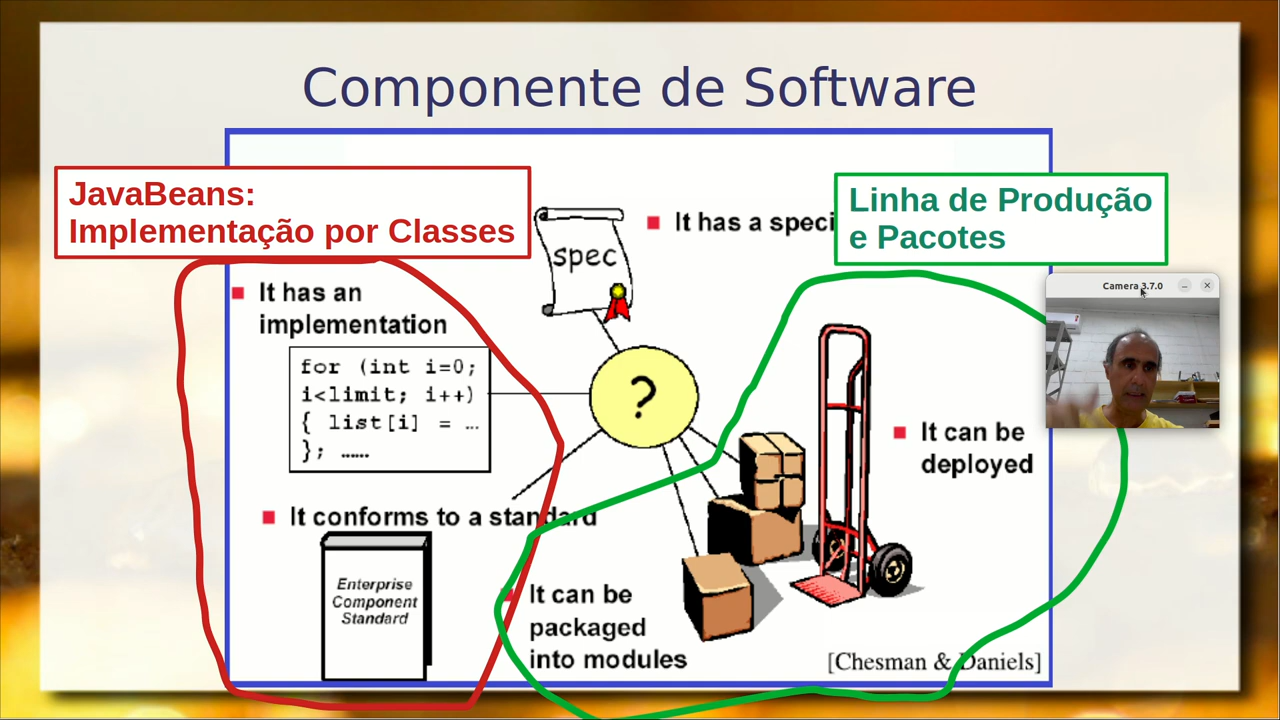 Componente de Software
JavaBeans:
Implementação por Classes
Linha de Produção
e Pacotes
It has a speci
spec
Camera 3.7.0
It has an
implementation
for (int i=0;
i<limit; i++)
{ list[i] = …
}; ……
?
It can be
deployed
It conforms to a standard
Enterprise
Component
Standard
It can be
packaged
into modules
[Chesman & Daniels]